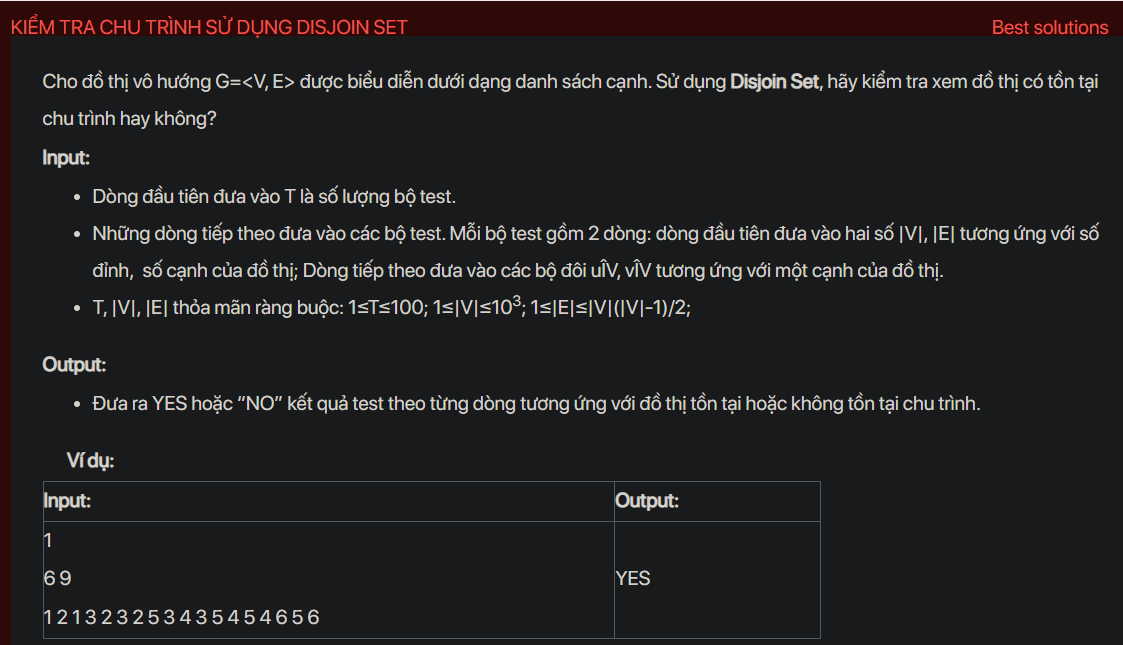 KIỂM TRA CHU TRÌNH SỬ DỤNG DISJOIN SET
Best solutions
Cho đồ thị vô hướng G=<V, E> được biểu diễn dưới dạng danh sách cạnh. Sử dụng Disjoin Set, hãy kiểm tra xem đồ thị có tồn tại
chu trình hay không?
Input:
• Dòng đầu tiên đưa vào T là số lượng bộ test.
• Những dòng tiếp theo đưa vào các bộ test. Mỗi bộ test gồm 2 dòng: dòng đầu tiên đưa vào hai số |V|, |E| tương ứng với số
đỉnh, số cạnh của đồ thị; Dòng tiếp theo đưa vào các bộ đôi uÎV, vÎV tương ứng với một cạnh của đồ thị.
• T, |V|, |E| thỏa mãn ràng buộc: 1≤T≤100; 1≤|V|≤10³; 1≤|E|≤|V|(|V|-1)/2;
Output:
• Đưa ra YES hoặc “NO” kết quả test theo từng dòng tương ứng với đồ thị tồn tại hoặc không tồn tại chu trình.
Ví dụ:
Input:
Output:
1
6 9
YES
1 2 1 3 2 3 2 5 3 4 3 5 4 5 4 6 5 6